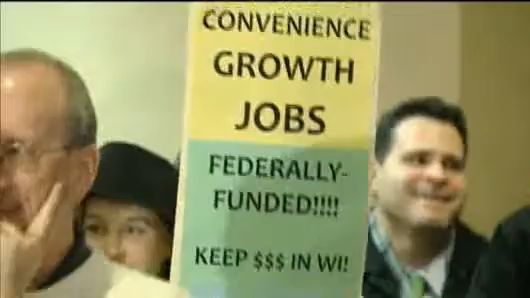 CONVENIENCE
GROWTH
JOBS
FEDERALLY-
FUNDED!!!!
KEEP $$$ IN WI!